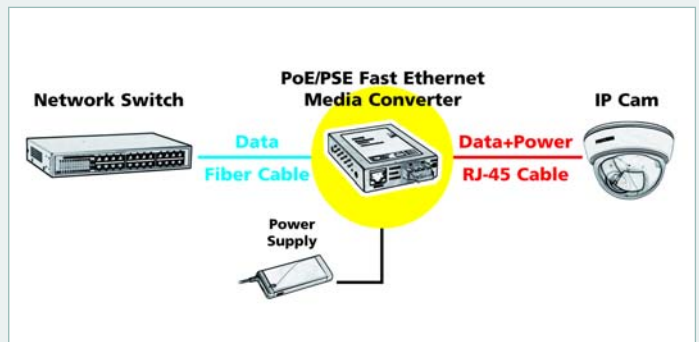 PoE/PSE Fast Ethernet
Media Converter
Network Switch
IP Cam
Data
Fiber Cable
Data+Power
RJ-45 Cable
Power
Supply